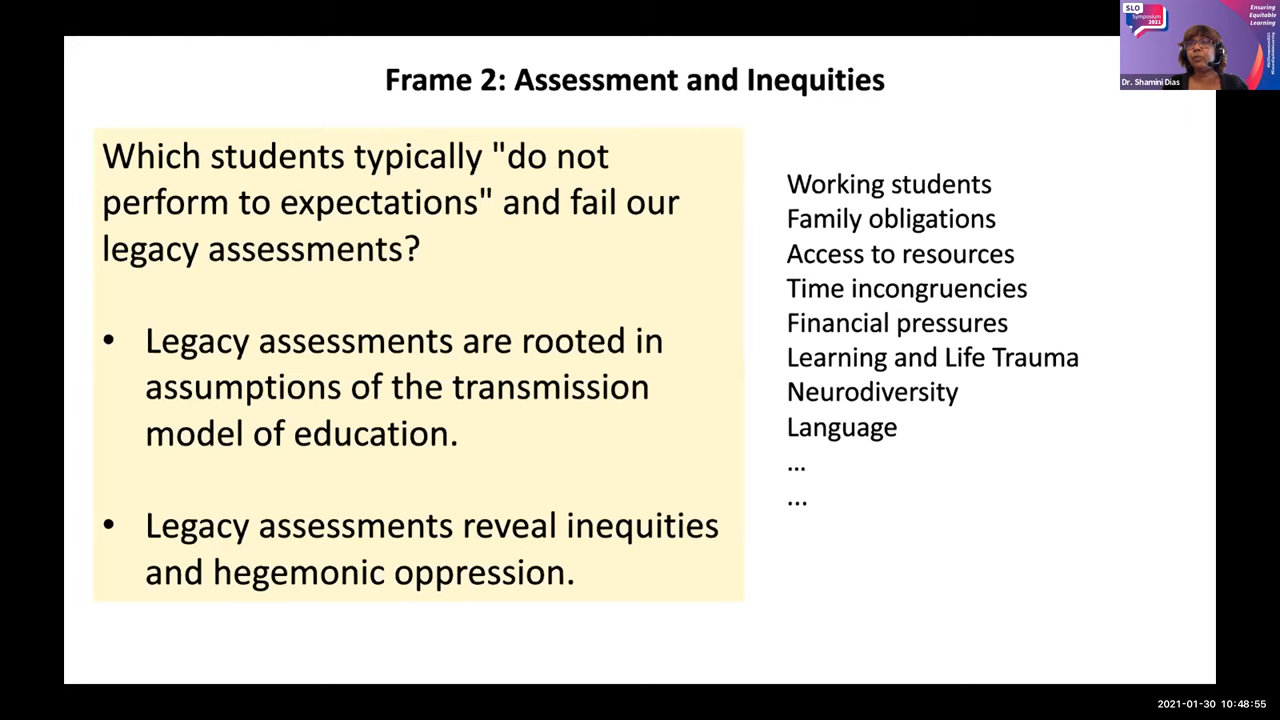 Frame 2: Assessment and Inequities
Which students typically "do not
perform to expectations" and fail our
legacy assessments?
• Legacy assessments are rooted in
assumptions of the transmission
model of education.
• Legacy assessments reveal inequities
and hegemonic oppression.
Working students
Family obligations
Access to resources
Time incongruencies
Financial pressures
Learning and Life Trauma
Neurodiversity
Language
...
...
SLO
Symposium
2021
Ensuring
Equitable
Learning
Dr. Shamini Dias
2021-01-30 10:48:55